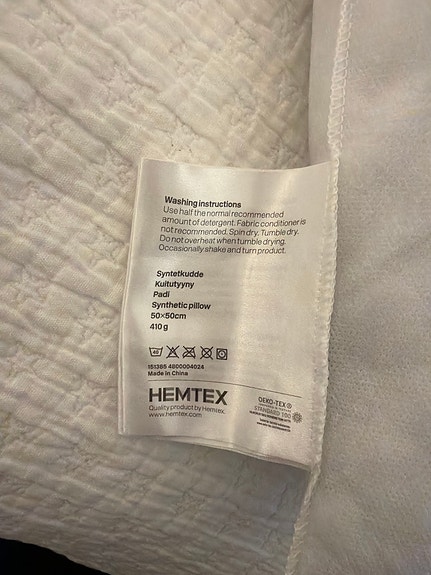 Washing instructions
Use half the normal recommended
amount of detergent. Fabric conditioner is
not recommended. Spin dry. Tumble dry.
Do not overheat when tumble drying.
Occasionally shake and turn product.
Syntetkudde
Kuitutyyny
Padi
Synthetic pillow
50×50cm
410 g
151385 4800004024
Made in China
HEMTEX
Quality product by Hemtex.
www.hemtex.com
OEKO-TEX®
STANDARD 100